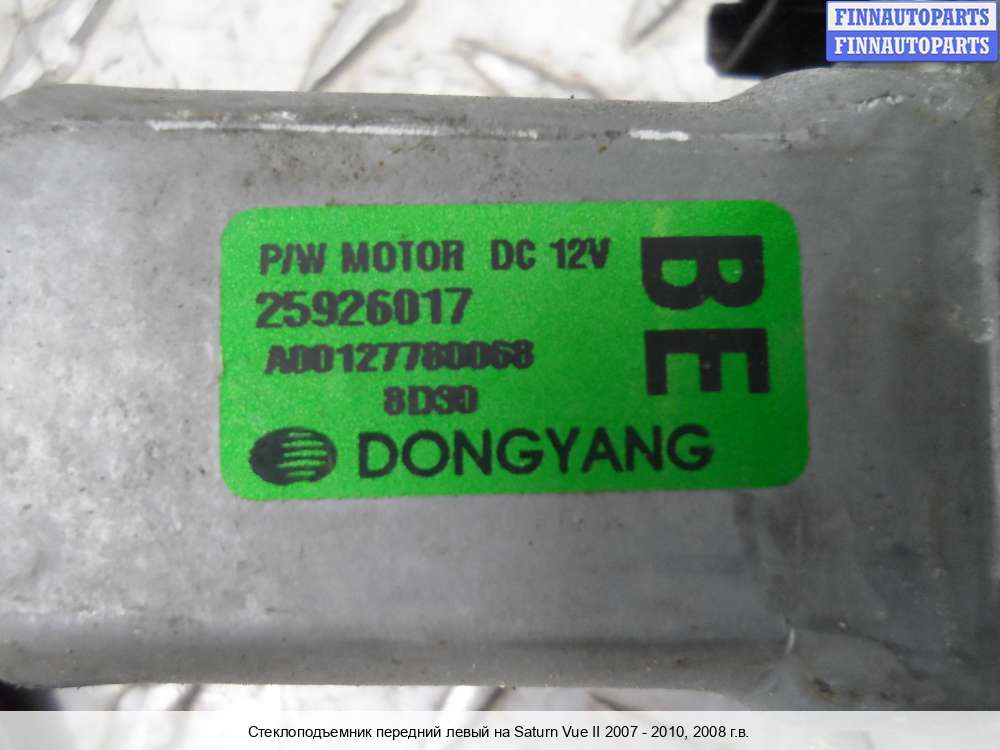 FINNAUTOPARTS
FINNAUTOPARTS
P/W MOTOR DC 12V
25926017
A00127780068
8D30
BE
DONGYANG
Стеклоподъемник передний левый на Saturn Vue II 2007 - 2010, 2008 г.в.